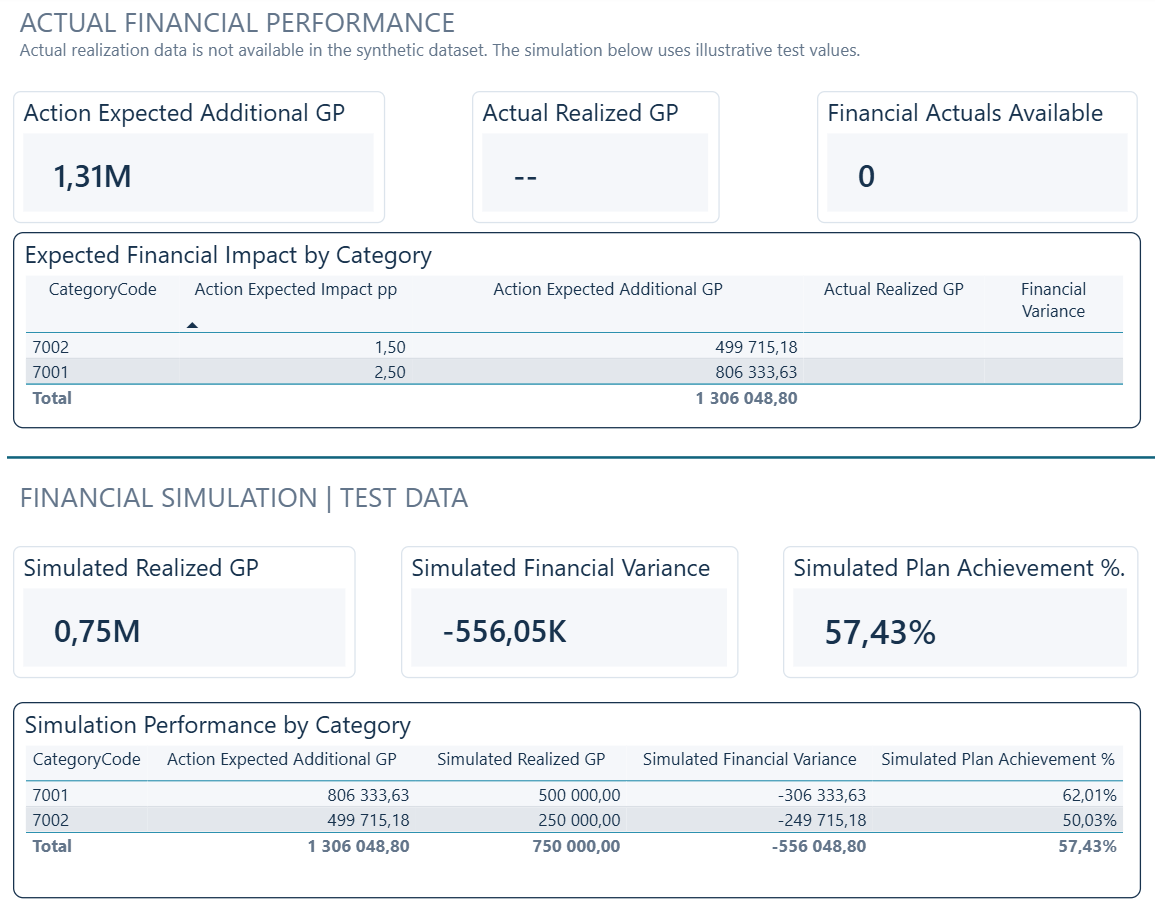 ACTUAL FINANCIAL PERFORMANCE
Actual realization data is not available in the synthetic dataset. The simulation below uses illustrative test values.
Action Expected Additional GP
1,31M
Actual Realized GP
--
Financial Actuals Available
0
Expected Financial Impact by Category
CategoryCode Action Expected Impact pp Action Expected Additional GP Actual Realized GP Financial Variance
7002 1,50 499 715,18
7001 2,50 806 333,63
Total 1 306 048,80
FINANCIAL SIMULATION | TEST DATA
Simulated Realized GP
0,75M
Simulated Financial Variance
-556,05K
Simulated Plan Achievement %.
57,43%
Simulation Performance by Category
CategoryCode Action Expected Additional GP Simulated Realized GP Simulated Financial Variance Simulated Plan Achievement %
7001 806 333,63 500 000,00 -306 333,63 62,01%
7002 499 715,18 250 000,00 -249 715,18 50,03%
Total 1 306 048,80 750 000,00 -556 048,80 57,43%